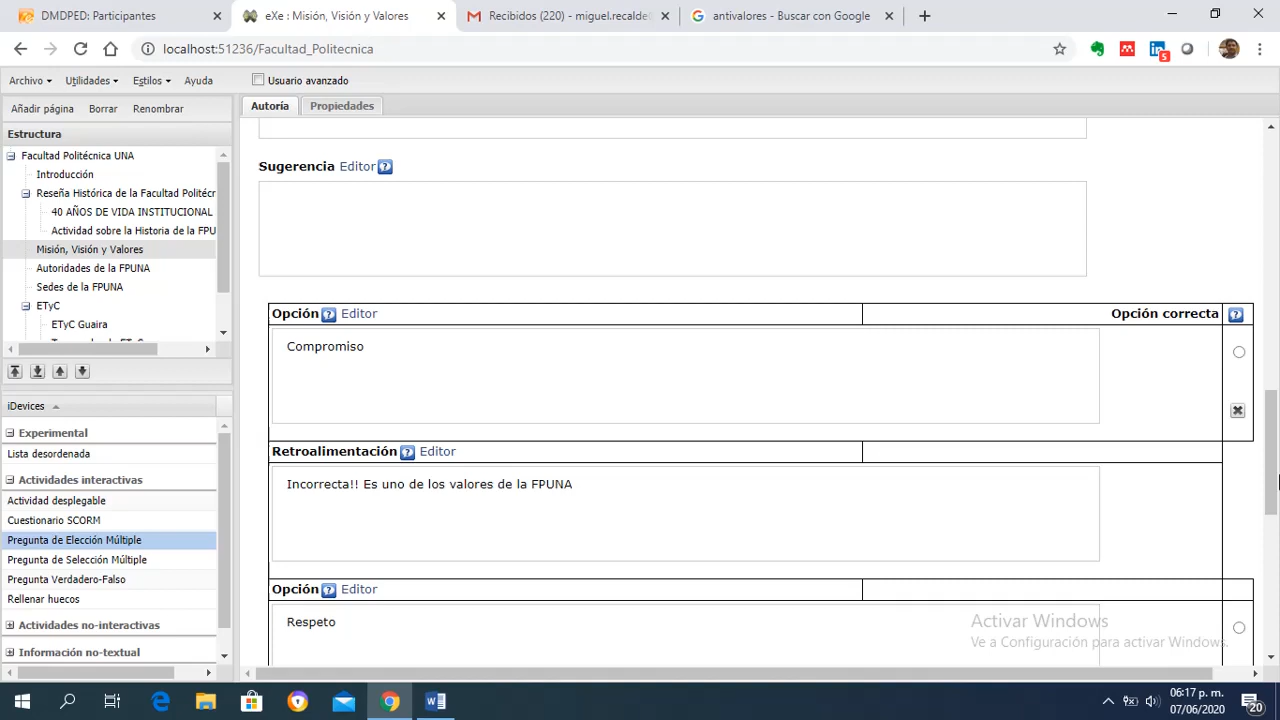 DMDPED: Participantes
eXe : Misión, Visión y Valores
Recibidos (220) - miguel.recalde
antivalores - Buscar con Google
localhost:51236/Facultad_Politecnica
5
Archivo Utilidades Estilos Ayuda Usuario avanzado
Añadir página Borrar Renombrar
Autoría Propiedades
Estructura
Facultad Politécnica UNA
Introducción
Reseña Histórica de la Facultad Politécr
40 AÑOS DE VIDA INSTITUCIONAL
Actividad sobre la Historia de la FPU
Misión, Visión y Valores
Autoridades de la FPUNA
Sedes de la FPUNA
ETyC
ETyC Guaira
iDevices
Experimental
Lista desordenada
Actividades interactivas
Actividad desplegable
Cuestionario SCORM
Pregunta de Elección Múltiple
Pregunta de Selección Múltiple
Pregunta Verdadero-Falso
Rellenar huecos
Actividades no-interactivas
Información no-textual
Sugerencia Editor ?
Opción ? Editor
Opción correcta ?
Compromiso
Retroalimentación ? Editor
Incorrecta!! Es uno de los valores de la FPUNA
Opción ? Editor
Respeto
Activar Windows
Ve a Configuración para activar Windows.
06:17 p. m.
07/06/2020
20